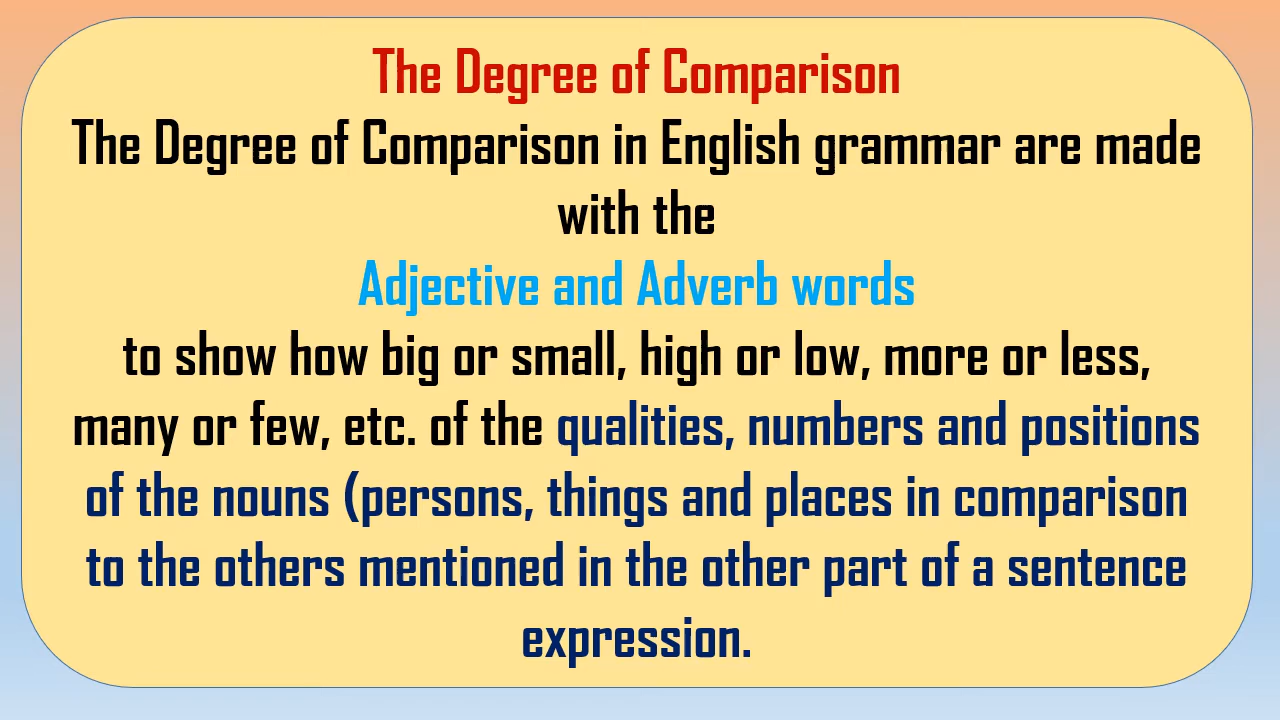 The Degree of Comparison
The Degree of Comparison in English grammar are made
with the
Adjective and Adverb words
to show how big or small, high or low, more or less,
many or few, etc. of the qualities, numbers and positions
of the nouns (persons, things and places in comparison
to the others mentioned in the other part of a sentence
expression.